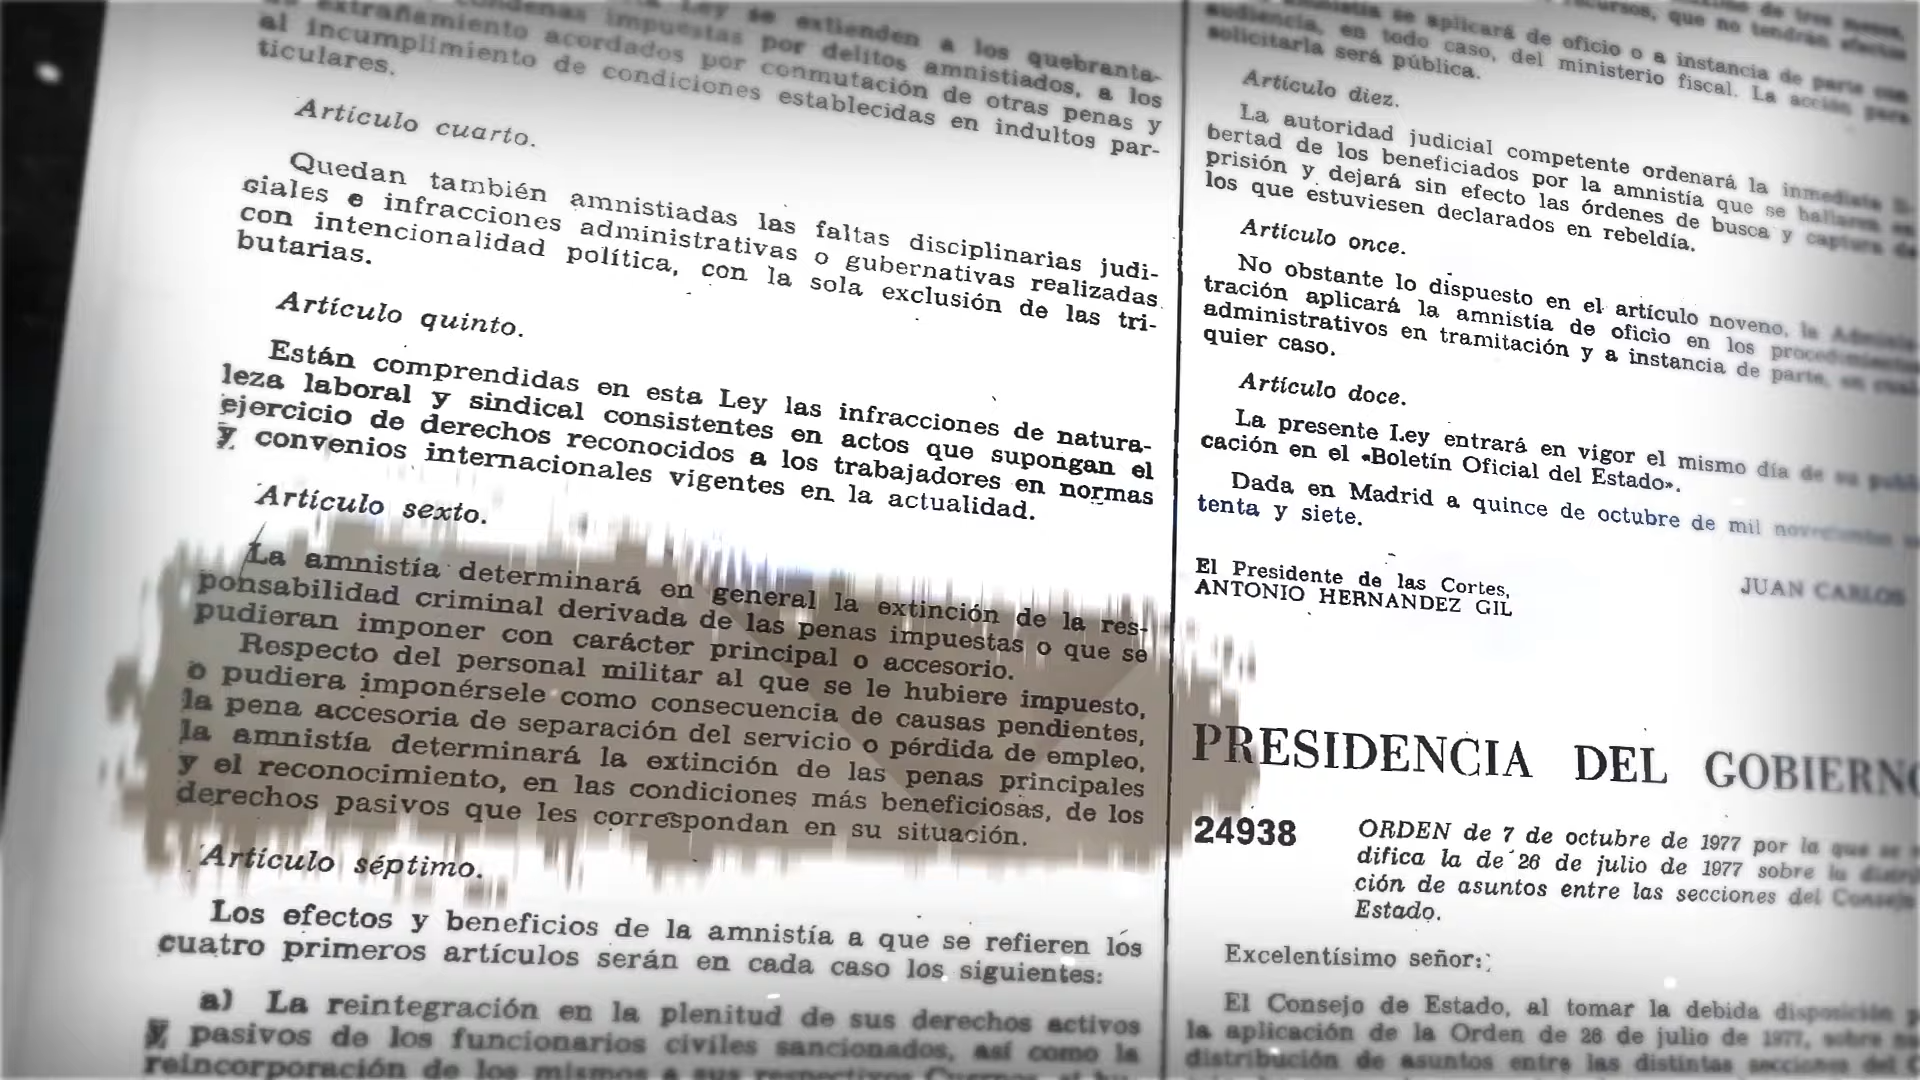 Ley se extienden a los quebranta-
condenas impuestas por delitos amnistiados, a los
extrañamiento acordados por conmutación de otras penas y
al incumplimiento de condiciones establecidas en indultos par-
ticulares.
Artículo cuarto.
Quedan también amnistiadas las faltas disciplinarias judi-
ciales e infracciones administrativas o gubernativas realizadas
con intencionalidad política, con la sola exclusión de las tri-
butarias.
Artículo quinto.
Están comprendidas en esta Ley las infracciones de natura-
leza laboral y sindical consistentes en actos que supongan el
ejercicio de derechos reconocidos a los trabajadores en normas
y convenios internacionales vigentes en la actualidad.
Artículo sexto.
La amnistía determinará en general la extinción de la res-
ponsabilidad criminal derivada de las penas impuestas o que se
pudieran imponer con carácter principal o accesorio.
Respecto del personal militar al que se le hubiere impuesto,
o pudiera imponérsele como consecuencia de causas pendientes,
la pena accesoria de separación del servicio o pérdida de empleo,
la amnistía determinará la extinción de las penas principales
y el reconocimiento, en las condiciones más beneficiosas, de los
derechos pasivos que les correspondan en su situación.
Artículo séptimo.
Los efectos y beneficios de la amnistía a que se refieren los
cuatro primeros artículos serán en cada caso los siguientes:
a) La reintegración en la plenitud de sus derechos activos
y pasivos de los funcionarios civiles sancionados, así como la
reincorporación de los mismos a sus respectivos
de tres meses,
recursos, que no tendrán efectos
amnistía se aplicará de oficio o a instancia de parte con
audiencia, en todo caso, del ministerio fiscal. La acción para
solicitarla será pública.
Artículo diez.
La autoridad judicial competente ordenará la inmediata li-
bertad de los beneficiados por la amnistía que se hallaren en
prisión y dejará sin efecto las órdenes de busca y captura de
los que estuviesen declarados en rebeldía.
Artículo once.
No obstante lo dispuesto en el artículo noveno, la Adminis-
tración aplicará la amnistía de oficio en los procedimientos
administrativos en tramitación y a instancia de parte, en cual-
quier caso.
Artículo doce.
La presente Ley entrará en vigor el mismo día de su publi-
cación en el «Boletín Oficial del Estado».
Dada en Madrid a quince de octubre de mil novecientos se-
tenta y siete.
JUAN CARLOS
El Presidente de las Cortes,
ANTONIO HERNANDEZ GIL
PRESIDENCIA DEL GOBIERNO
24938 ORDEN de 7 de octubre de 1977 por la que se
difica la de 26 de julio de 1977 sobre la distri-
ción de asuntos entre las secciones del Consejo
Estado.
Excelentísimo señor:
El Consejo de Estado, al tomar la debida disposición
la aplicación de la Orden de 26 de julio de 1977, sobre
distribución de asuntos entre las distintas secciones del